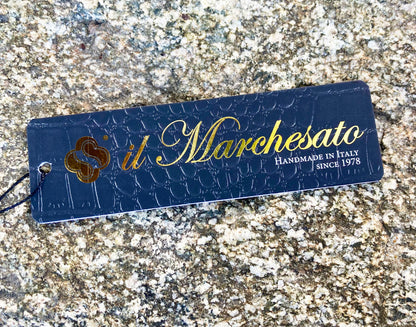 il Marchesato
HANDMADE IN ITALY
SINCE 1978